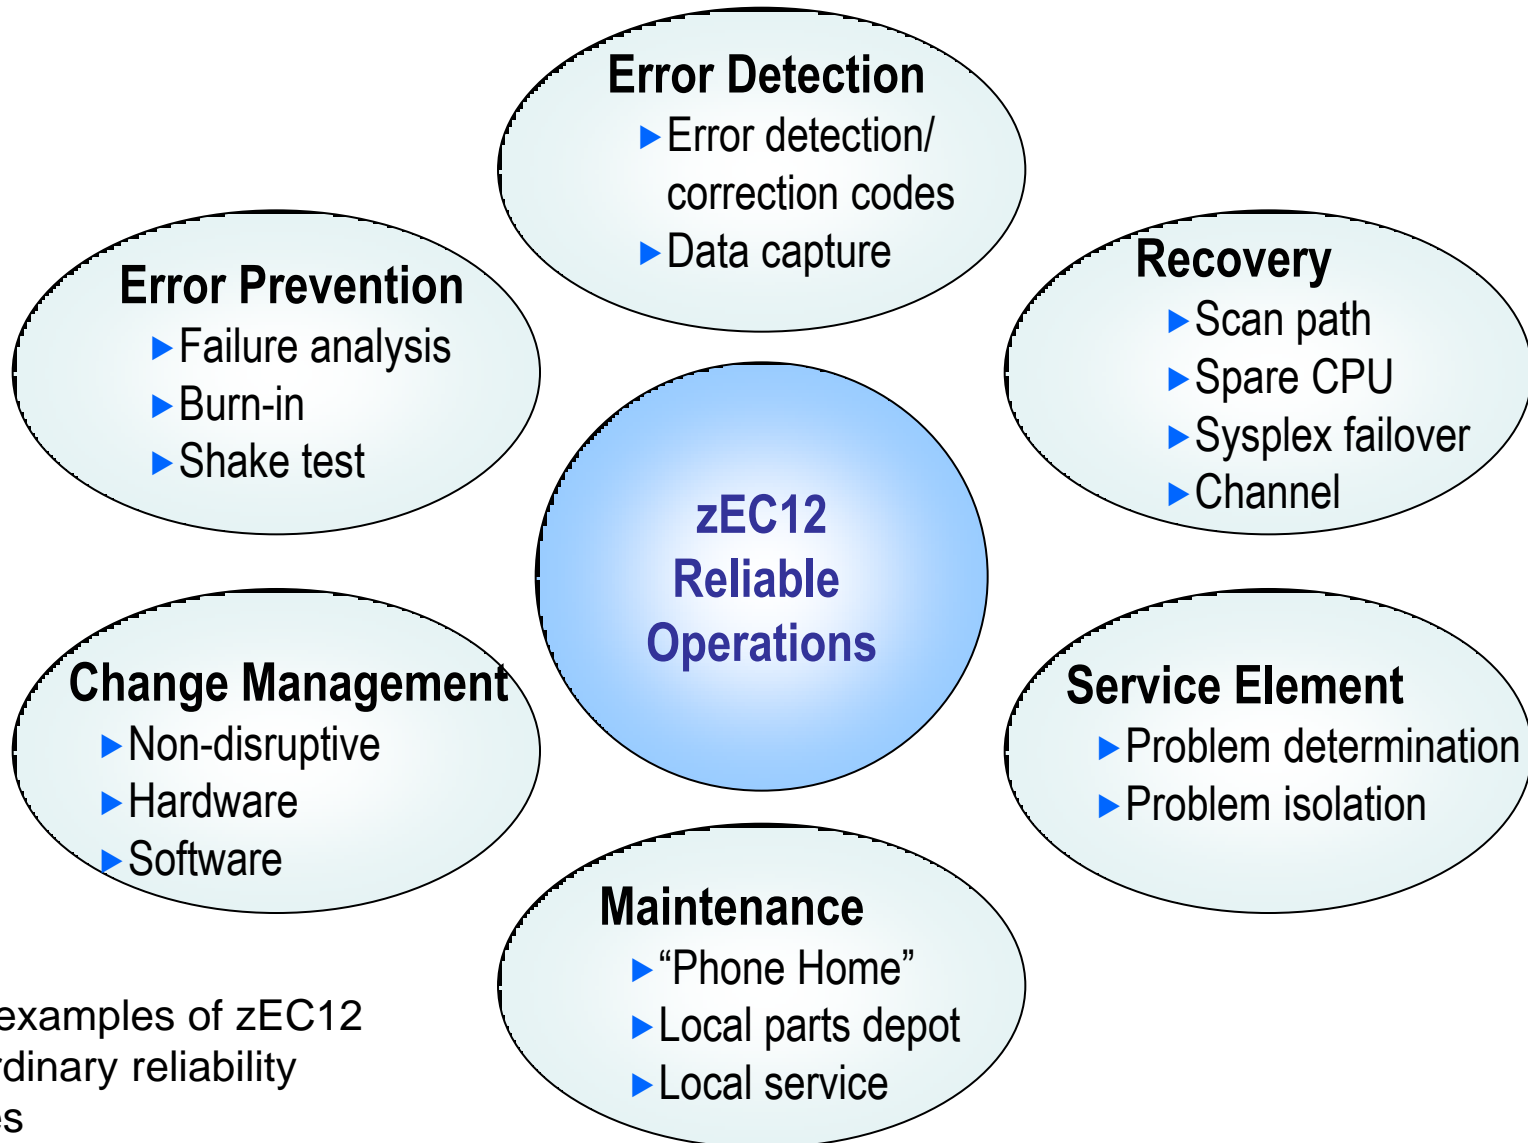 Error Detection
Error detection/
correction codes
Data capture
Error Prevention
Failure analysis
Burn-in
Shake test
Recovery
Scan path
Spare CPU
Sysplex failover
Channel
zEC12
Reliable
Operations
Change Management
Non-disruptive
Hardware
Software
Service Element
Problem determination
Problem isolation
Maintenance
“Phone Home”
Local parts depot
Local service
examples of zEC12
reliability